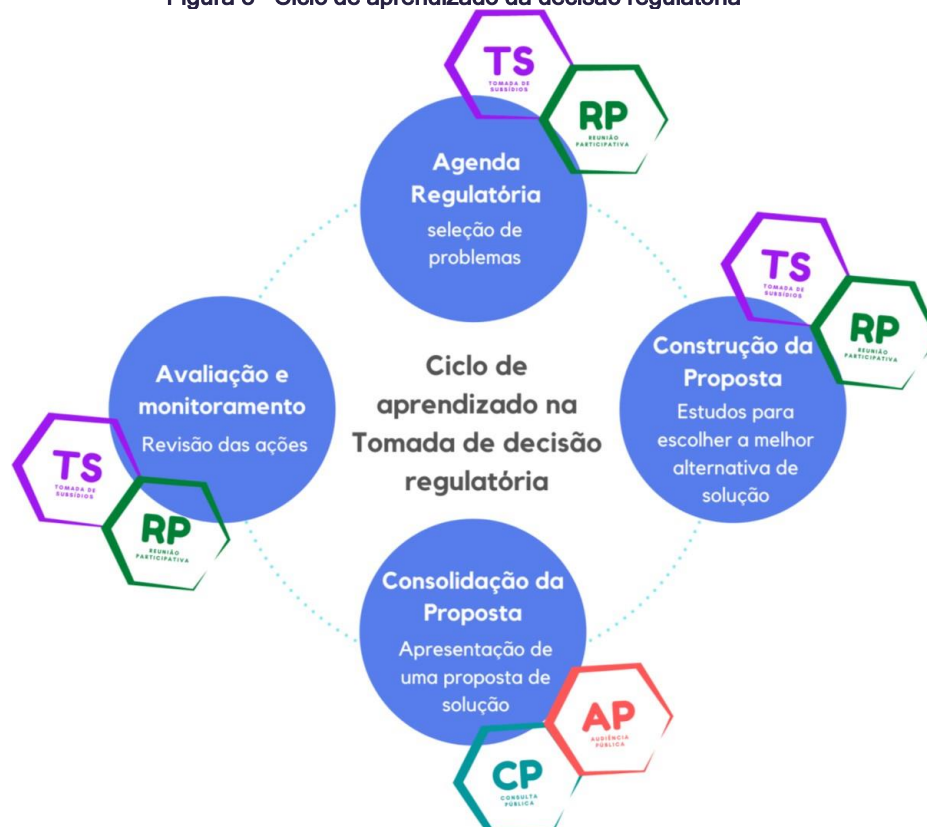 Figura 3 - Ciclo de aprendizado da decisão regulatória
TS
TOMADA DE
SUBSÍDIOS
RP
REUNIÃO
PARTICIPATIVA
Agenda
Regulatória
seleção de
problemas
TS
TOMADA DE
SUBSÍDIOS
RP
REUNIÃO
PARTICIPATIVA
Construção da
Proposta
Estudos para
escolher a melhor
alternativa de
solução
Ciclo de
aprendizado na
Tomada de decisão
regulatória
Avaliação e
monitoramento
Revisão das ações
TS
TOMADA DE
SUBSÍDIOS
RP
REUNIÃO
PARTICIPATIVA
Consolidação da
Proposta
Apresentação de
uma proposta de
solução
AP
AUDIÊNCIA
PÚBLICA
CP
CONSULTA
PÚBLICA